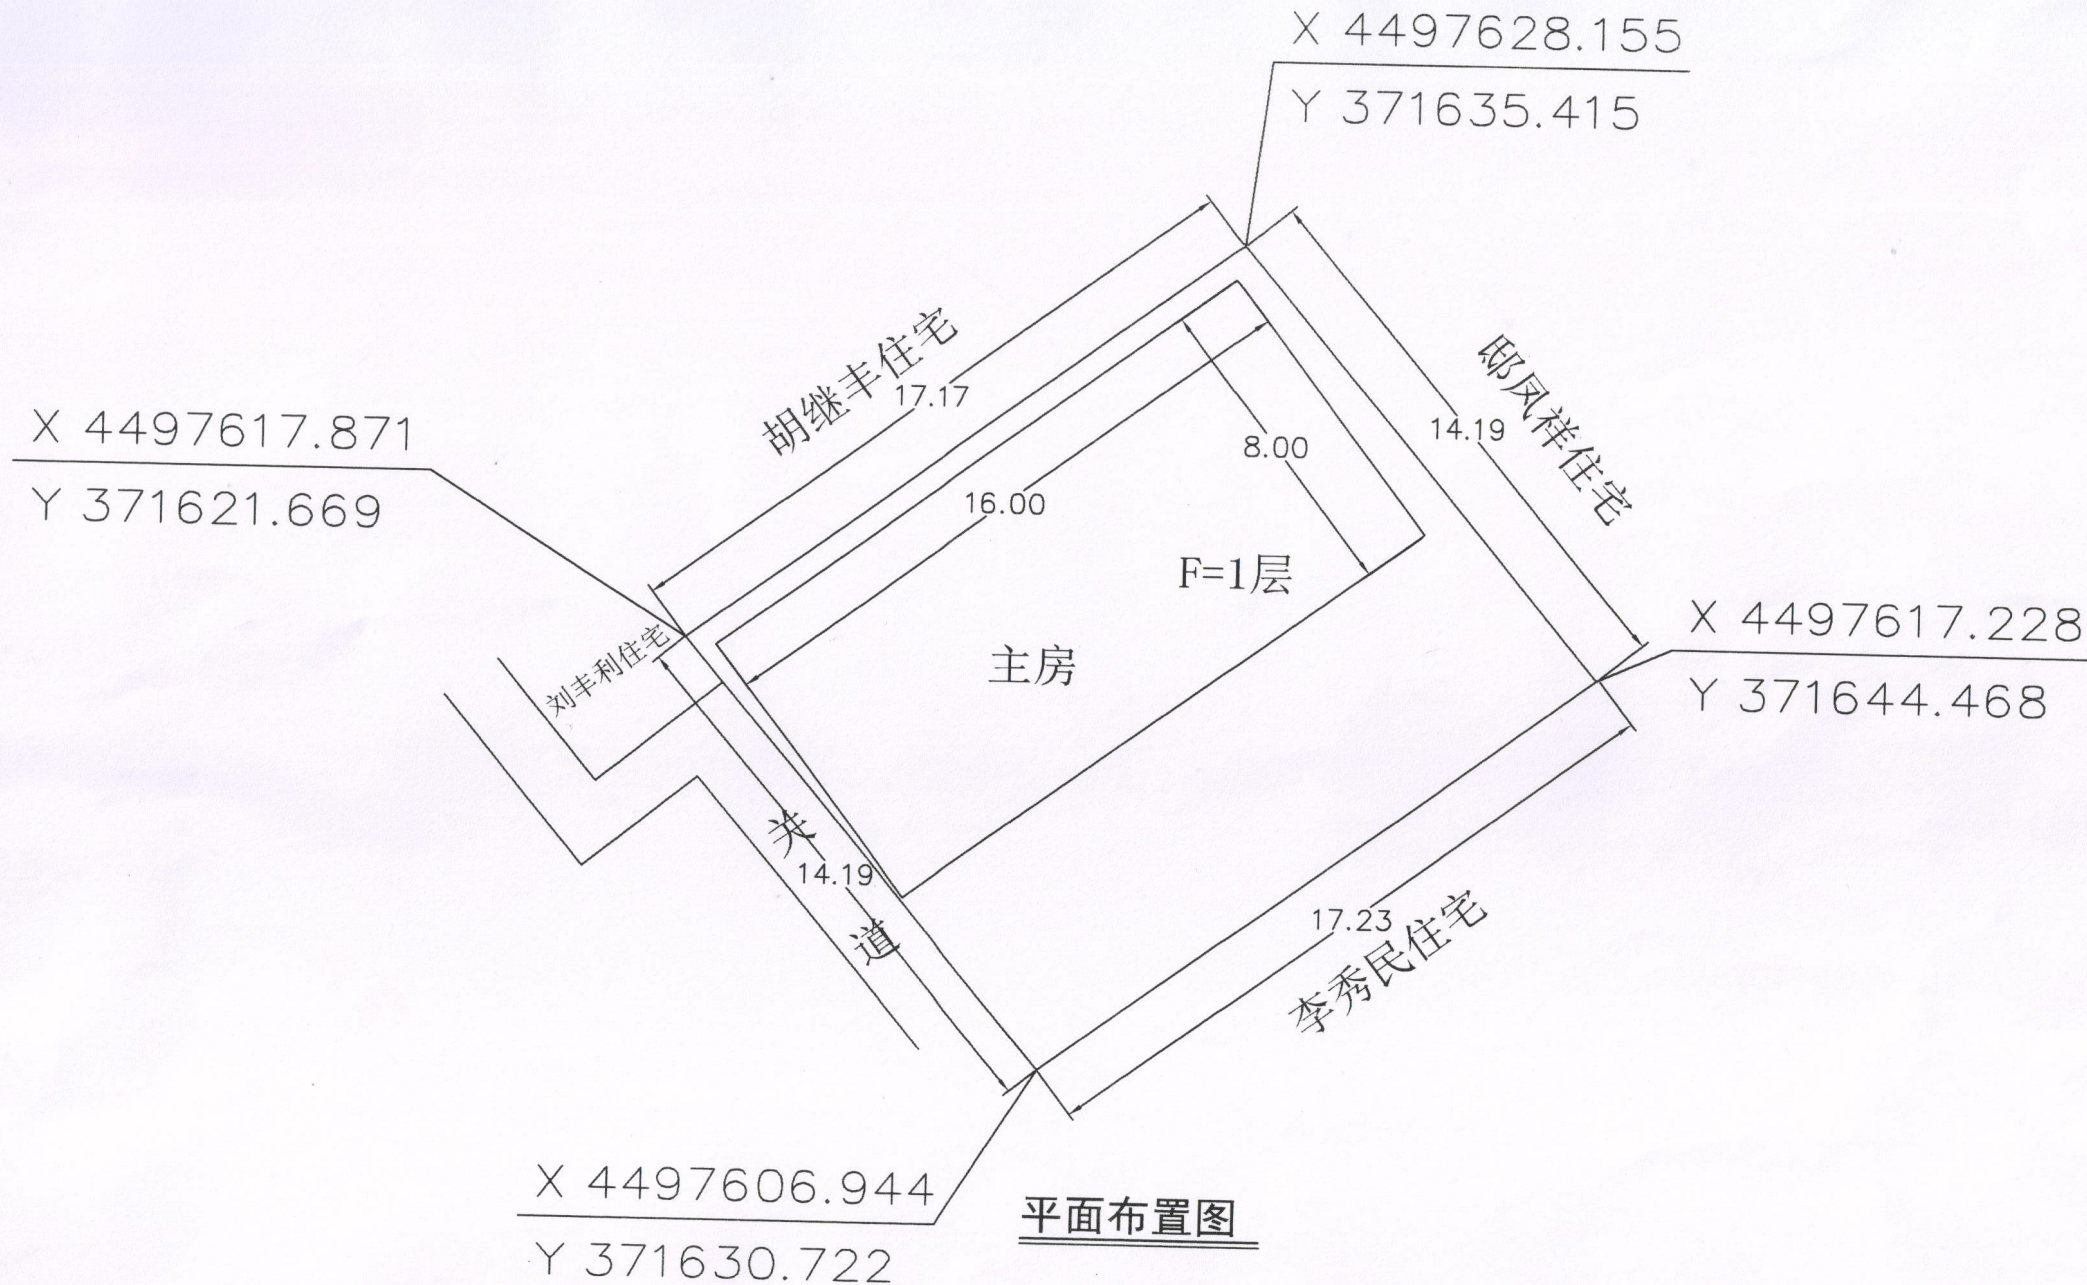 X 4497628.155
Y 371635.415
胡继丰住宅
17.17
邸凤祥住宅
14.19
X 4497617.871
Y 371621.669
8.00
16.00
F=1层
主房
刘丰利住宅
X 4497617.228
Y 371644.468
关
14.19
道
17.23
李秀民住宅
X 4497606.944
Y 371630.722
平面布置图